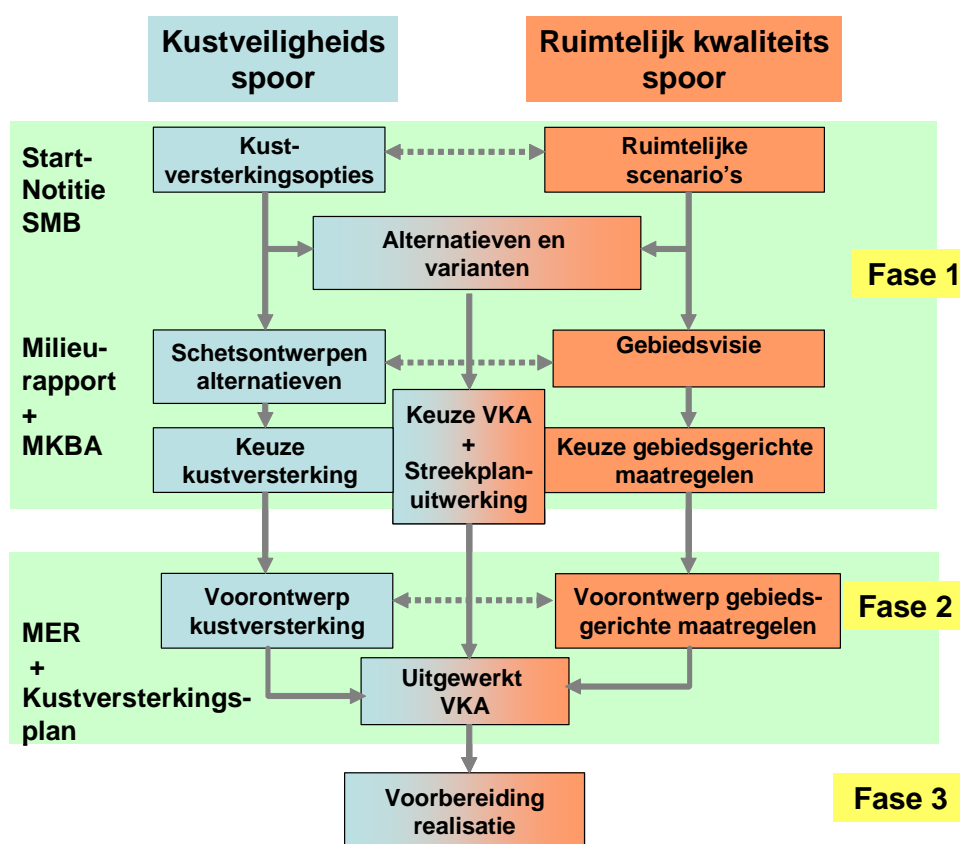 Kustveiligheids
spoor
Ruimtelijk kwaliteits
spoor
Start-
Notitie
SMB
Kust-
versterkingsopties
Ruimtelijke
scenario's
Alternatieven en
varianten
Fase 1
Milieu-
rapport
+
MKBA
Schetsontwerpen
alternatieven
Gebiedsvisie
Keuze VKA
+
Streekplan-
uitwerking
Keuze
kustversterking
Keuze gebiedsgerichte
maatregelen
MER
+
Kustversterkings-
plan
Voorontwerp
kustversterking
Voorontwerp gebieds-
gerichte maatregelen
Fase 2
Uitgewerkt
VKA
Voorbereiding
realisatie
Fase 3